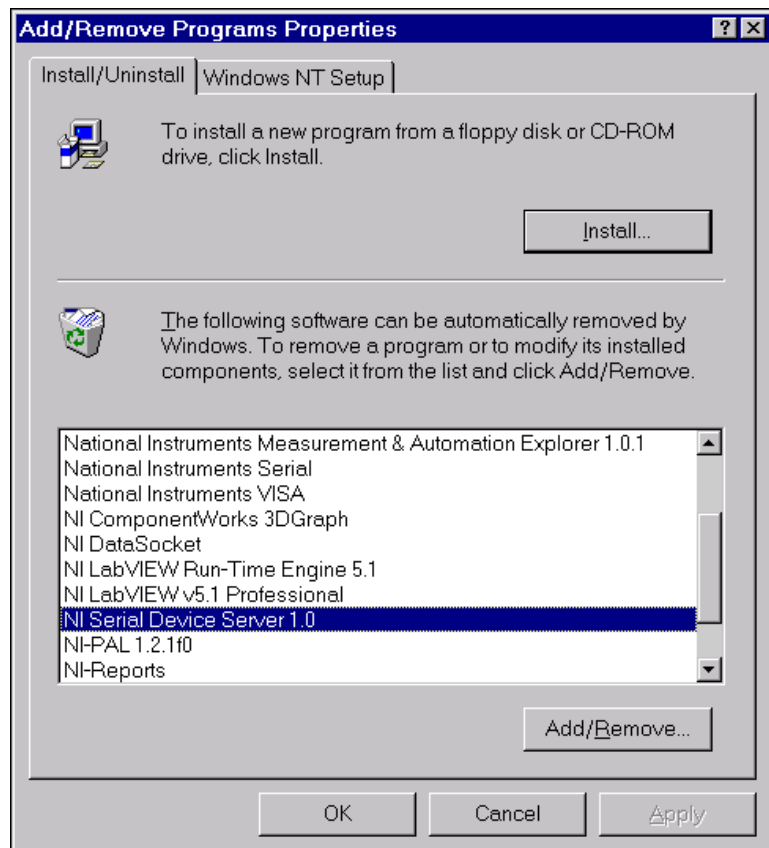 Add/Remove Programs Properties
Install/Uninstall
Windows NT Setup
To install a new program from a floppy disk or CD-ROM
drive, click Install.
Install...
The following software can be automatically removed by
Windows. To remove a program or to modify its installed
components, select it from the list and click Add/Remove.
National Instruments Measurement & Automation Explorer 1.0.1
National Instruments Serial
National Instruments VISA
NI ComponentWorks 3DGraph
NI DataSocket
NI LabVIEW Run-Time Engine 5.1
NI LabVIEW v5.1 Professional
NI Serial Device Server 1.0
NI-PAL 1.2.1f0
NI-Reports
Add/Remove...
OK
Cancel
Apply